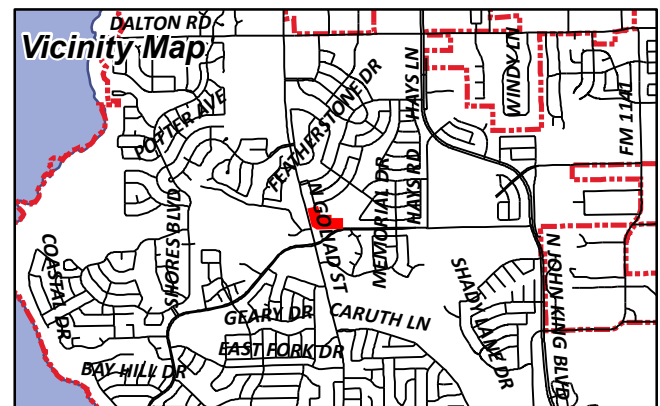 DALTON RD
Vicinity Map
HAYS LN
WINDY LN
FM 1141
POTTER AVE
FEATHERSTONE DR
N GOLIAD ST
MEMORIAL DR
HAYS RD
SHORES BLVD
COASTAL DR
SHADY LANE DR
N JOHN KING BLVD
GEARY DR
CARUTH LN
EAST FORK DR
BAY HILL DR